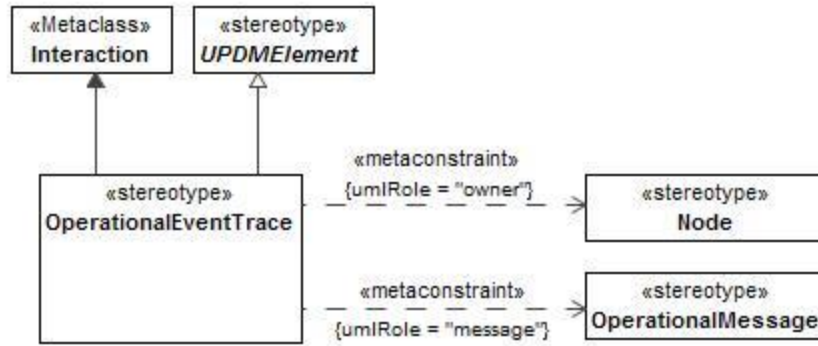 «Metaclass»
Interaction
«stereotype»
UPDMElement
«metaconstraint»
{umlRole = "owner"}
«stereotype»
OperationalEventTrace
«stereotype»
Node
«metaconstraint»
{umlRole = "message"}
«stereotype»
OperationalMessage